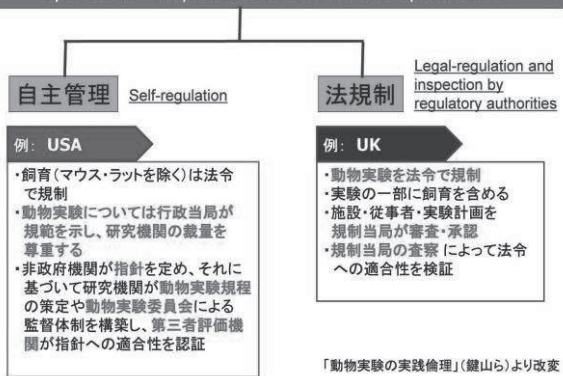 自主管理 Self-regulation
例: USA
・飼育(マウス・ラットを除く)は法令
で規制
・動物実験については行政当局が
規範を示し、研究機関の裁量を
尊重する
・非政府機関が指針を定め、それに
基づいて研究機関が動物実験規程
の策定や動物実験委員会による
監督体制を構築し、第三者評価機
関が指針への適合性を認証
法規制
Legal-regulation and
inspection by
regulatory authorities
例: UK
・動物実験を法令で規制
・実験の一部に飼育を含める
・施設・従事者・実験計画を
規制当局が審査・承認
・規制当局の査察によって法令
への適合性を検証
「動物実験の実践倫理」(鍵山ら)より改変